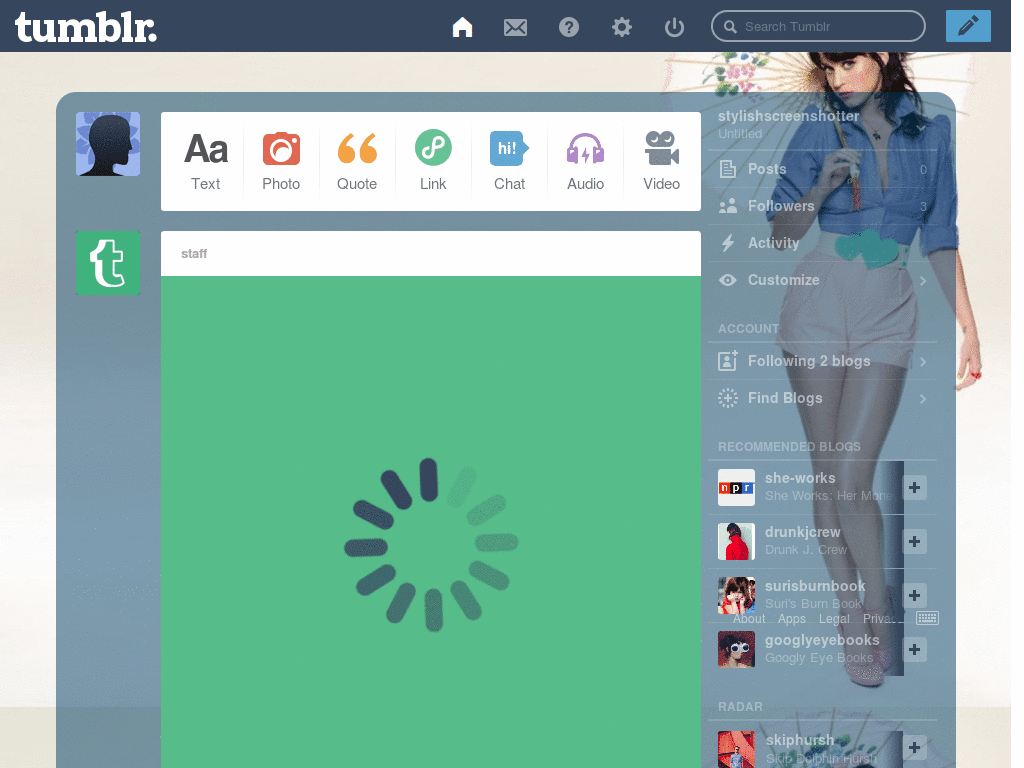 tumblr.
Search Tumblr
Aa
Text
Photo
Quote
Link
hi!
Chat
Audio
Video
stylishscreenshotter
Untitled
Posts 0
Followers 3
Activity
Customize
t
staff
ACCOUNT
Following 2 blogs
Find Blogs
RECOMMENDED BLOGS
npr
she-works
She Works: Her Mone
drunkjcrew
Drunk J. Crew
surisburnbook
Suri's Burn Book
About Apps Legal
googlyeyebooks
Googly Eye Books
RADAR
skiphursh
Skip Dolphin Hursh